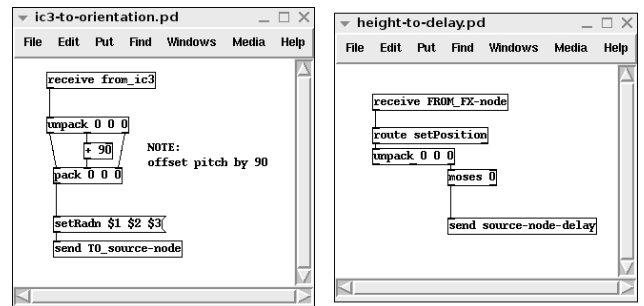 ic3-to-orientation.pd
File Edit Put Find Windows Media Help
receive from_ic3
unpack 0 0 0
+ 90
NOTE:
offset pitch by 90
pack 0 0 0
setRadn $1 $2 $3
send TO_source-node
height-to-delay.pd
File Edit Put Find Windows Media Help
receive FROM_FX-node
route setPosition
unpack 0 0 0
moses 0
send source-node-delay